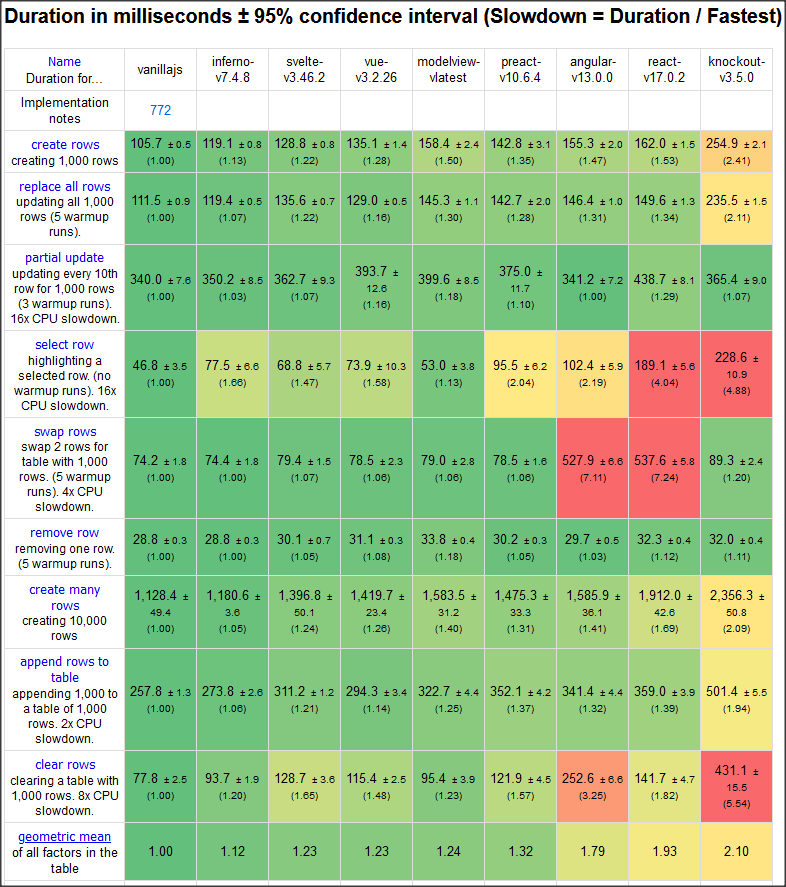 Duration in milliseconds ± 95% confidence interval (Slowdown = Duration / Fastest)
Name
Duration for...
vanillajs
inferno-
v7.4.8
svelte-
v3.46.2
vue-
v3.2.26
modelview-
vlatest
preact-
v10.6.4
angular-
v13.0.0
react-
v17.0.2
knockout-
v3.5.0
Implementation
notes
772
create rows
creating 1,000 rows
105.7 ± 0.5
(1.00)
119.1 ± 0.8
(1.13)
128.8 ± 0.8
(1.22)
135.1 ± 1.4
(1.28)
158.4 ± 2.4
(1.50)
142.8 ± 3.1
(1.35)
155.3 ± 2.0
(1.47)
162.0 ± 1.5
(1.53)
254.9 ± 2.1
(2.41)
replace all rows
updating all 1,000
rows (5 warmup
runs).
111.5 ± 0.9
(1.00)
119.4 ± 0.5
(1.07)
135.6 ± 0.7
(1.22)
129.0 ± 0.5
(1.16)
145.3 ± 1.1
(1.30)
142.7 ± 2.0
(1.28)
146.4 ± 1.0
(1.31)
149.6 ± 1.3
(1.34)
235.5 ± 1.5
(2.11)
partial update
updating every 10th
row for 1,000 rows
(3 warmup runs).
16x CPU slowdown.
340.0 ± 7.6
(1.00)
350.2 ± 8.5
(1.03)
362.7 ± 9.3
(1.07)
393.7 ±
12.6
(1.16)
399.6 ± 8.5
(1.18)
375.0 ±
11.7
(1.10)
341.2 ± 7.2
(1.00)
438.7 ± 8.1
(1.29)
365.4 ± 9.0
(1.07)
select row
highlighting a
selected row. (no
warmup runs). 16x
CPU slowdown.
46.8 ± 3.5
(1.00)
77.5 ± 6.6
(1.66)
68.8 ± 5.7
(1.47)
73.9 ± 10.3
(1.58)
53.0 ± 3.8
(1.13)
95.5 ± 6.2
(2.04)
102.4 ± 5.9
(2.19)
189.1 ± 5.6
(4.04)
228.6 ±
10.9
(4.88)
swap rows
swap 2 rows for
table with 1,000
rows. (5 warmup
runs). 4x CPU
slowdown.
74.2 ± 1.8
(1.00)
74.4 ± 1.8
(1.00)
79.4 ± 1.5
(1.07)
78.5 ± 2.3
(1.06)
79.0 ± 2.8
(1.06)
78.5 ± 1.6
(1.06)
527.9 ± 6.6
(7.11)
537.6 ± 5.8
(7.24)
89.3 ± 2.4
(1.20)
remove row
removing one row.
(5 warmup runs).
28.8 ± 0.3
(1.00)
28.8 ± 0.3
(1.00)
30.1 ± 0.7
(1.05)
31.1 ± 0.3
(1.08)
33.8 ± 0.4
(1.18)
30.2 ± 0.3
(1.05)
29.7 ± 0.5
(1.03)
32.3 ± 0.4
(1.12)
32.0 ± 0.4
(1.11)
create many
rows
creating 10,000
rows
1,128.4 ±
49.4
(1.00)
1,180.6 ±
3.6
(1.05)
1,396.8 ±
50.1
(1.24)
1,419.7 ±
23.4
(1.26)
1,583.5 ±
31.2
(1.40)
1,475.3 ±
33.3
(1.31)
1,585.9 ±
36.1
(1.41)
1,912.0 ±
42.6
(1.69)
2,356.3 ±
50.8
(2.09)
append rows to
table
appending 1,000 to
a table of 1,000
rows. 2x CPU
slowdown.
257.8 ± 1.3
(1.00)
273.8 ± 2.6
(1.06)
311.2 ± 1.2
(1.21)
294.3 ± 3.4
(1.14)
322.7 ± 4.4
(1.25)
352.1 ± 4.2
(1.37)
341.4 ± 4.4
(1.32)
359.0 ± 3.9
(1.39)
501.4 ± 5.5
(1.94)
clear rows
clearing a table with
1,000 rows. 8x CPU
slowdown.
77.8 ± 2.5
(1.00)
93.7 ± 1.9
(1.20)
128.7 ± 3.6
(1.65)
115.4 ± 2.5
(1.48)
95.4 ± 3.9
(1.23)
121.9 ± 4.5
(1.57)
252.6 ± 6.6
(3.25)
141.7 ± 4.7
(1.82)
431.1 ±
15.5
(5.54)
geometric mean
of all factors in the
table
1.00
1.12
1.23
1.23
1.24
1.32
1.79
1.93
2.10